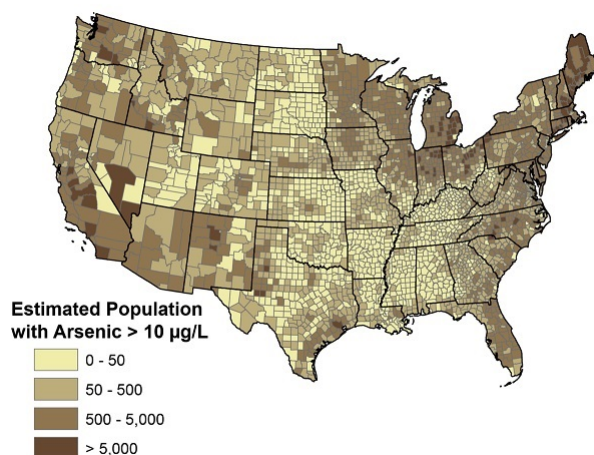 Estimated Population
with Arsenic > 10 µg/L
0 - 50
50 - 500
500 - 5,000
> 5,000